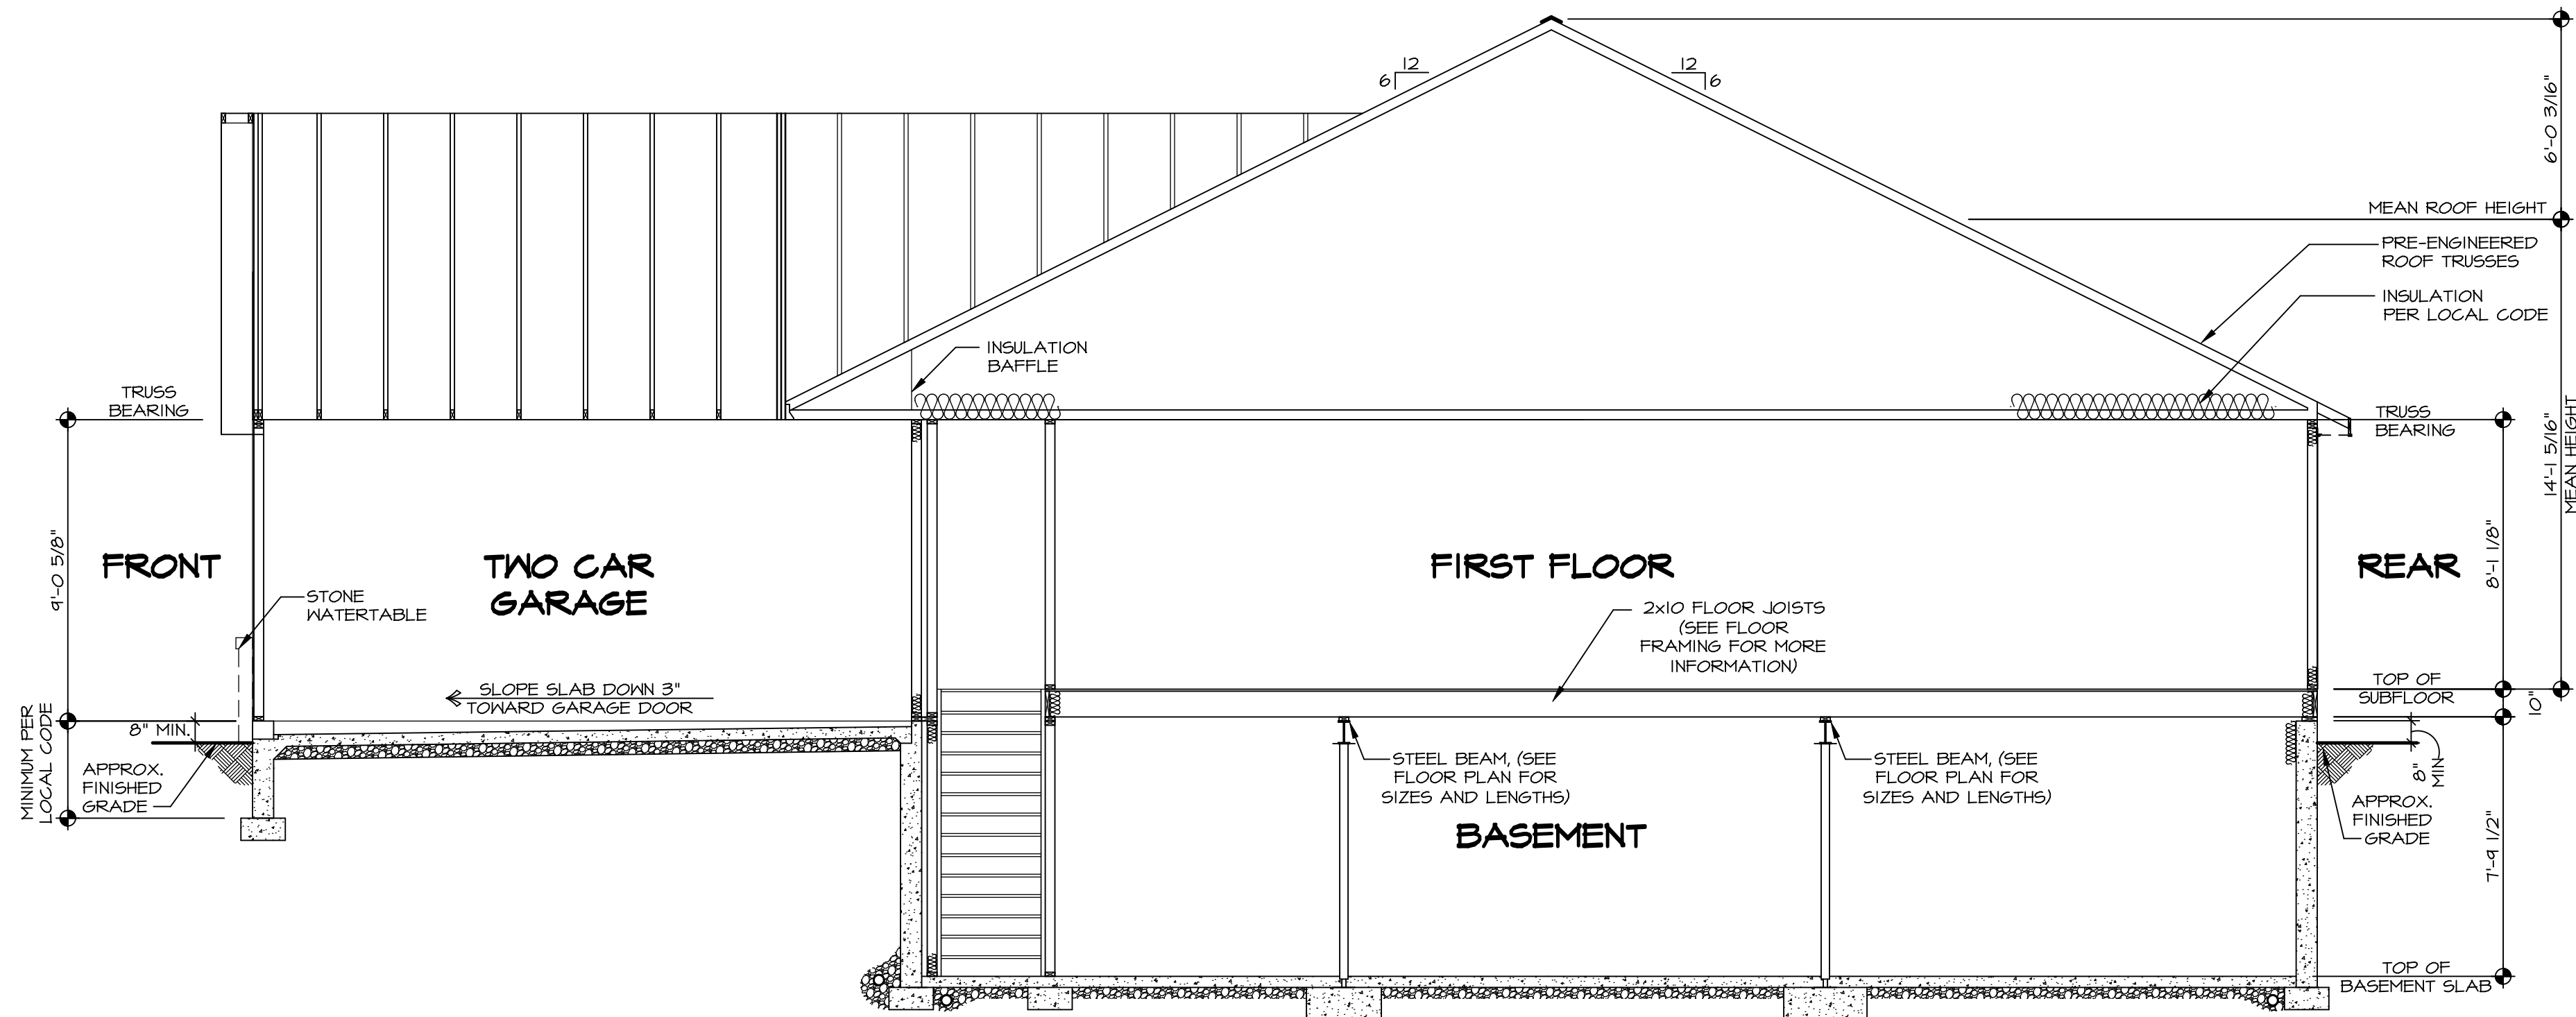 12
6
12
6
6'-0 3/16"
MEAN ROOF HEIGHT
PRE-ENGINEERED
ROOF TRUSSES
INSULATION
PER LOCAL CODE
INSULATION
BAFFLE
TRUSS
BEARING
TRUSS
BEARING
14'-1 5/16"
MEAN HEIGHT
9'-0 5/8"
FRONT
TWO CAR
GARAGE
FIRST FLOOR
REAR
8'-1 1/8"
STONE
WATERTABLE
2x10 FLOOR JOISTS
(SEE FLOOR
FRAMING FOR MORE
INFORMATION)
SLOPE SLAB DOWN 3"
TOWARD GARAGE DOOR
TOP OF
SUBFLOOR
10"
MINIMUM PER
LOCAL CODE
8" MIN.
APPROX.
FINISHED
GRADE
STEEL BEAM, (SEE
FLOOR PLAN FOR
SIZES AND LENGTHS)
STEEL BEAM, (SEE
FLOOR PLAN FOR
SIZES AND LENGTHS)
8"
MIN
APPROX.
FINISHED
GRADE
BASEMENT
7'-9 1/2"
TOP OF
BASEMENT SLAB